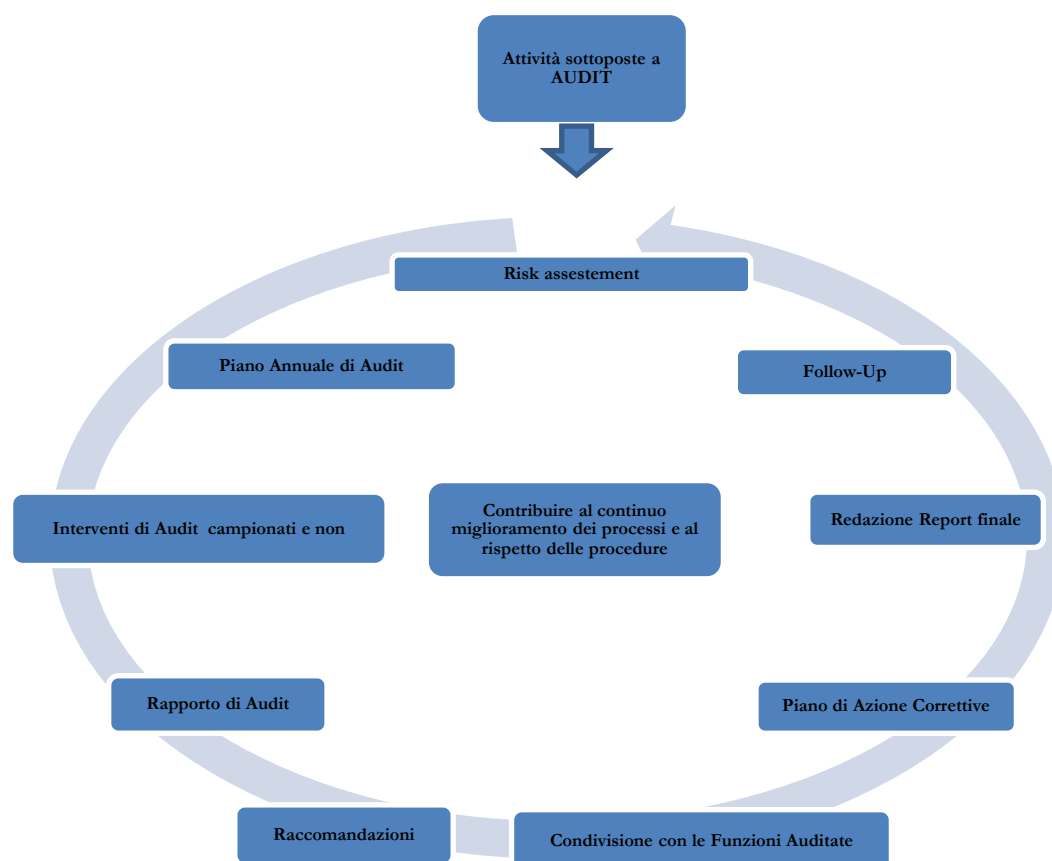 Attività sottoposte a
AUDIT
Risk assestement
Piano Annuale di Audit
Follow-Up
Interventi di Audit campionati e non
Contribuire al continuo
miglioramento dei processi e al
rispetto delle procedure
Redazione Report finale
Rapporto di Audit
Piano di Azione Correttive
Raccomandazioni
Condivisione con le Funzioni Auditate